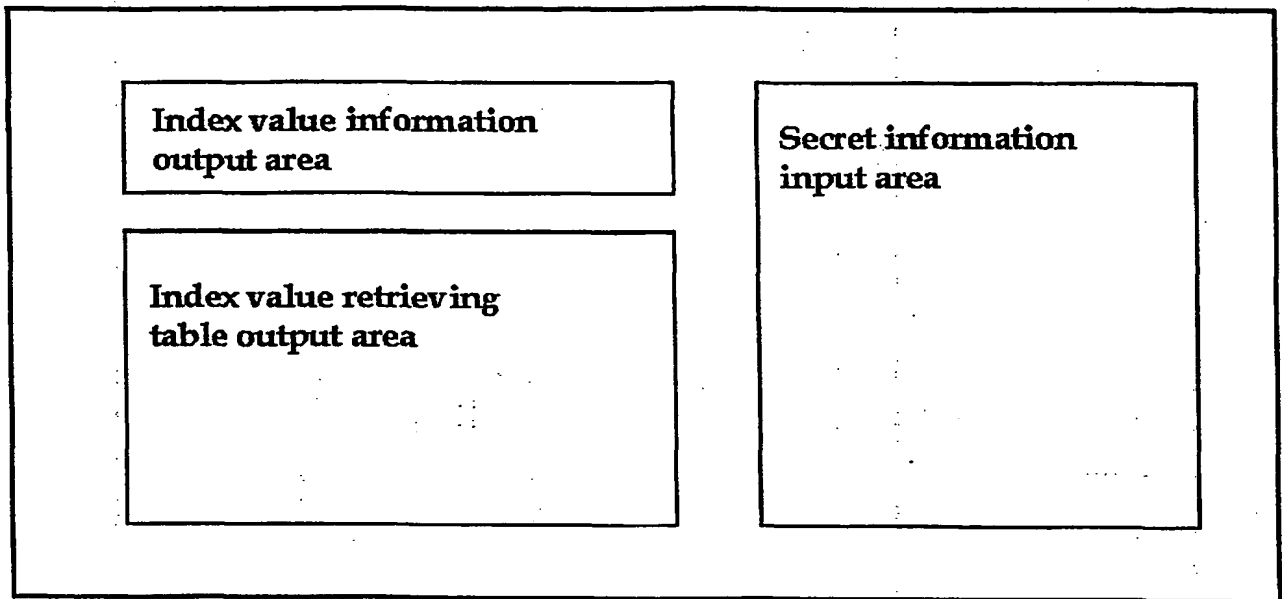 Index value information
output area
Index value retrieving
table output area
Secret information
input area